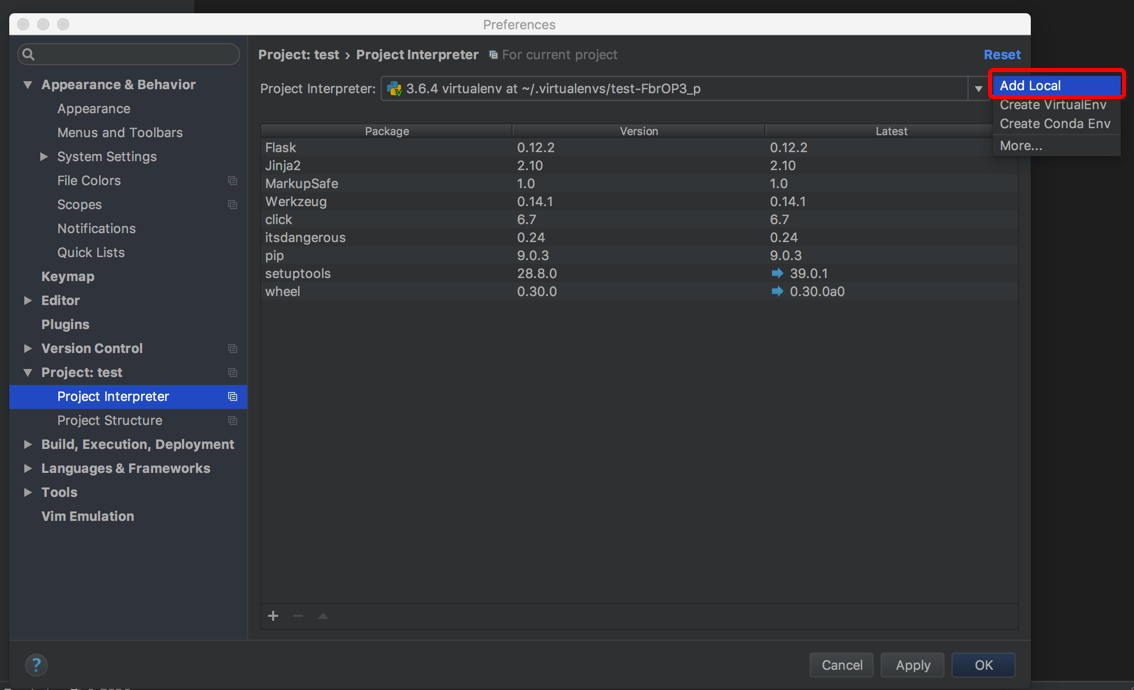 Preferences
Project: test › Project Interpreter For current project
Reset
Project Interpreter: 3.6.4 virtualenv at ~/.virtualenvs/test-FbrOP3_p
Add Local
Create VirtualEnv
Create Conda Env
More...
Appearance & Behavior
Appearance
Menus and Toolbars
System Settings
File Colors
Scopes
Notifications
Quick Lists
Keymap
Editor
Plugins
Version Control
Project: test
Project Interpreter
Project Structure
Build, Execution, Deployment
Languages & Frameworks
Tools
Vim Emulation
Package Version Latest
Flask 0.12.2 0.12.2
Jinja2 2.10 2.10
MarkupSafe 1.0 1.0
Werkzeug 0.14.1 0.14.1
click 6.7 6.7
itsdangerous 0.24 0.24
pip 9.0.3 9.0.3
setuptools 28.8.0 39.0.1
wheel 0.30.0 0.30.0a0
+ −
? Cancel Apply OK